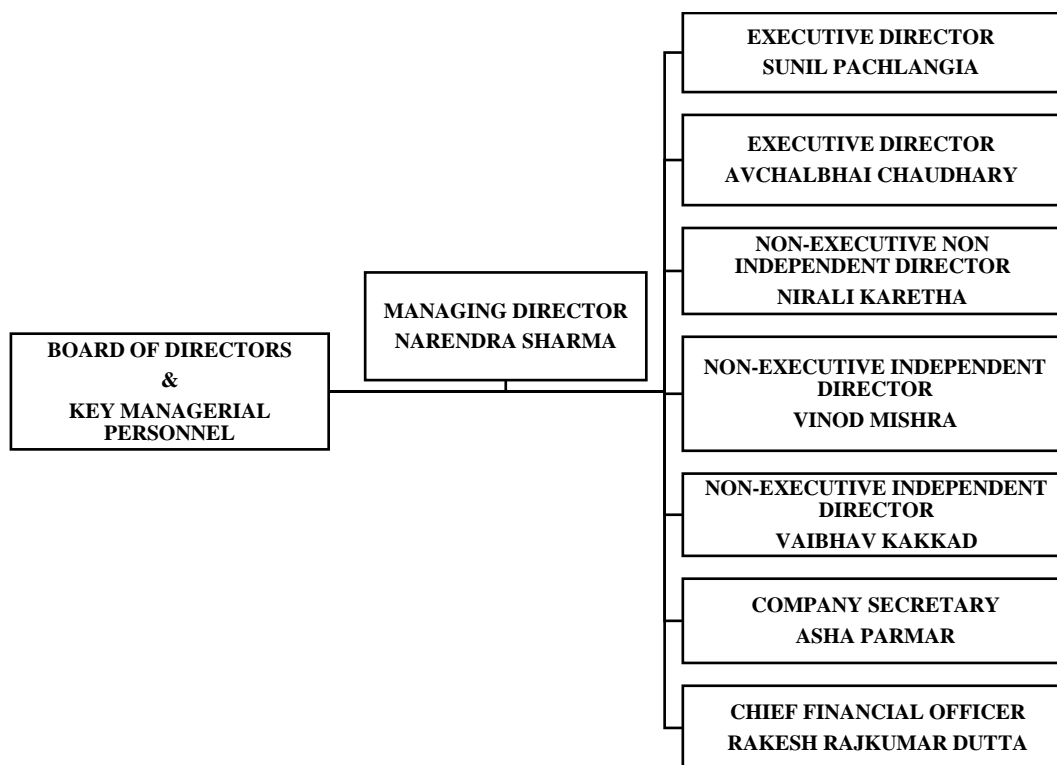 BOARD OF DIRECTORS
&
KEY MANAGERIAL
PERSONNEL
MANAGING DIRECTOR
NARENDRA SHARMA
EXECUTIVE DIRECTOR
SUNIL PACHLANGIA
EXECUTIVE DIRECTOR
AVCHALBHAI CHAUDHARY
NON-EXECUTIVE NON
INDEPENDENT DIRECTOR
NIRALI KARETHA
NON-EXECUTIVE INDEPENDENT
DIRECTOR
VINOD MISHRA
NON-EXECUTIVE INDEPENDENT
DIRECTOR
VAIBHAV KAKKAD
COMPANY SECRETARY
ASHA PARMAR
CHIEF FINANCIAL OFFICER
RAKESH RAJKUMAR DUTTA